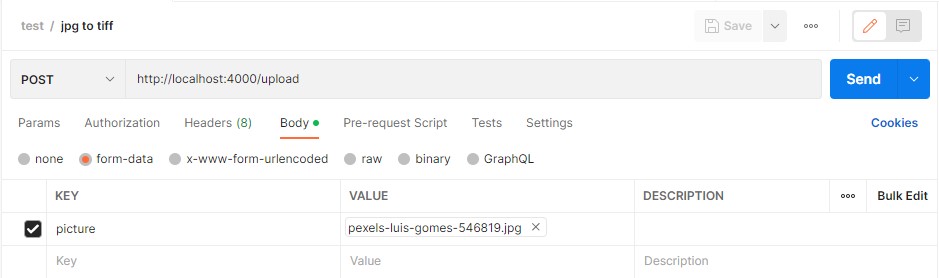 test / jpg to tiff
Save
POST http://localhost:4000/upload Send
Params Authorization Headers (8) Body Pre-request Script Tests Settings Cookies
none form-data x-www-form-urlencoded raw binary GraphQL
KEY VALUE DESCRIPTION Bulk Edit
picture pexels-luis-gomes-546819.jpg
Key Value Description